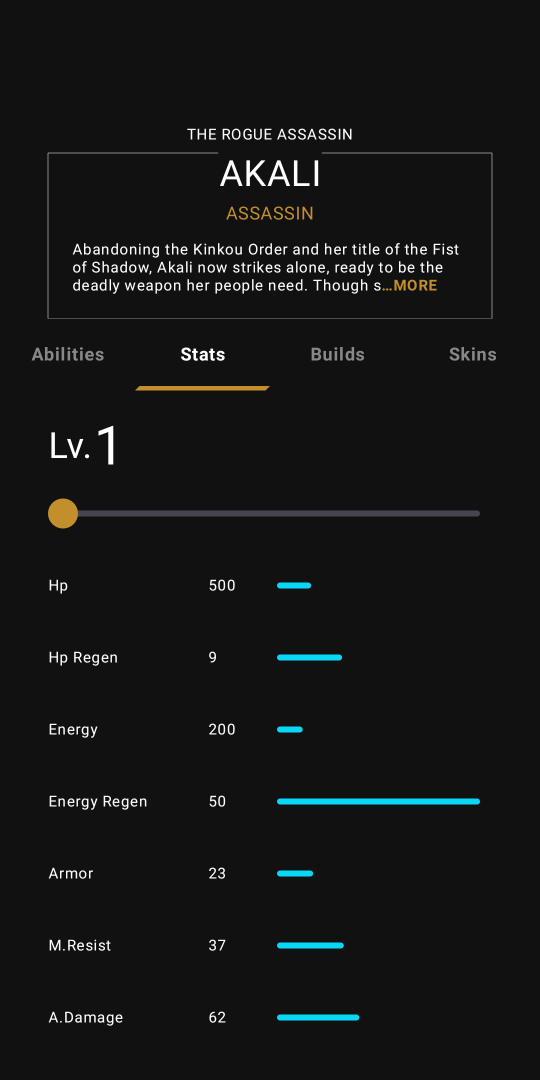 THE ROGUE ASSASSIN
AKALI
ASSASSIN
Abandoning the Kinkou Order and her title of the Fist
of Shadow, Akali now strikes alone, ready to be the
deadly weapon her people need. Though s...MORE
Abilities Stats Builds Skins
Lv.1
Hp 500
Hp Regen 9
Energy 200
Energy Regen 50
Armor 23
M.Resist 37
A.Damage 62